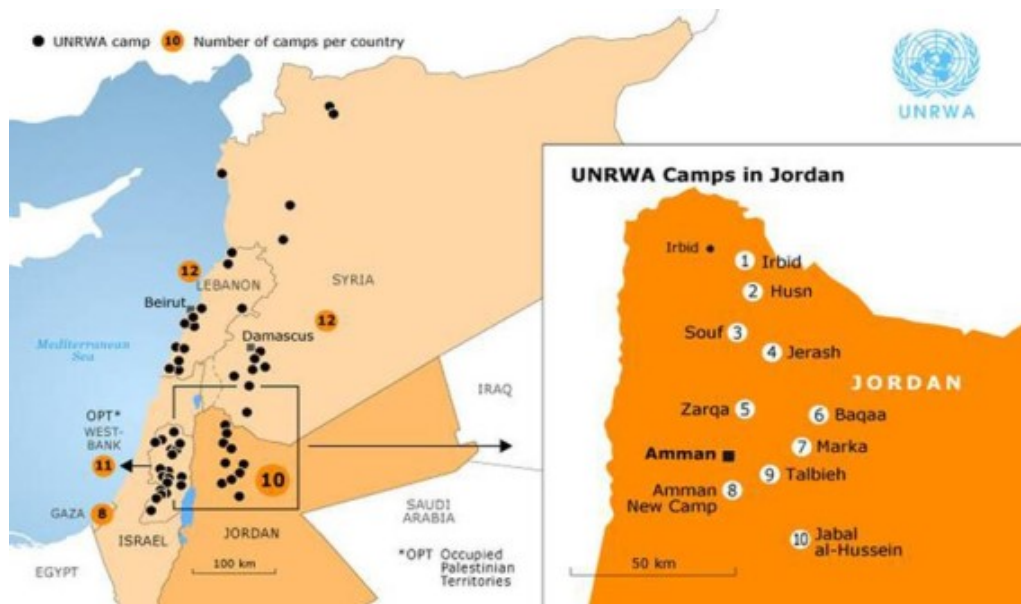 UNRWA camp
10 Number of camps per country
UNRWA
12
LEBANON
SYRIA
Beirut
12
Damascus
Mediterranean
Sea
IRAQ
OPT*
WEST-
BANK
11
10
GAZA 8
SAUDI
ARABIA
ISRAEL
JORDAN
EGYPT
100 km
*OPT Occupied
Palestinian
Territories
UNRWA Camps in Jordan
Irbid
1 Irbid
2 Husn
Souf 3
4 Jerash
JORDAN
Zarqa 5
6 Baqaa
7 Marka
Amman
9 Talbieh
Amman 8
New Camp
10 Jabal
al-Hussein
50 km